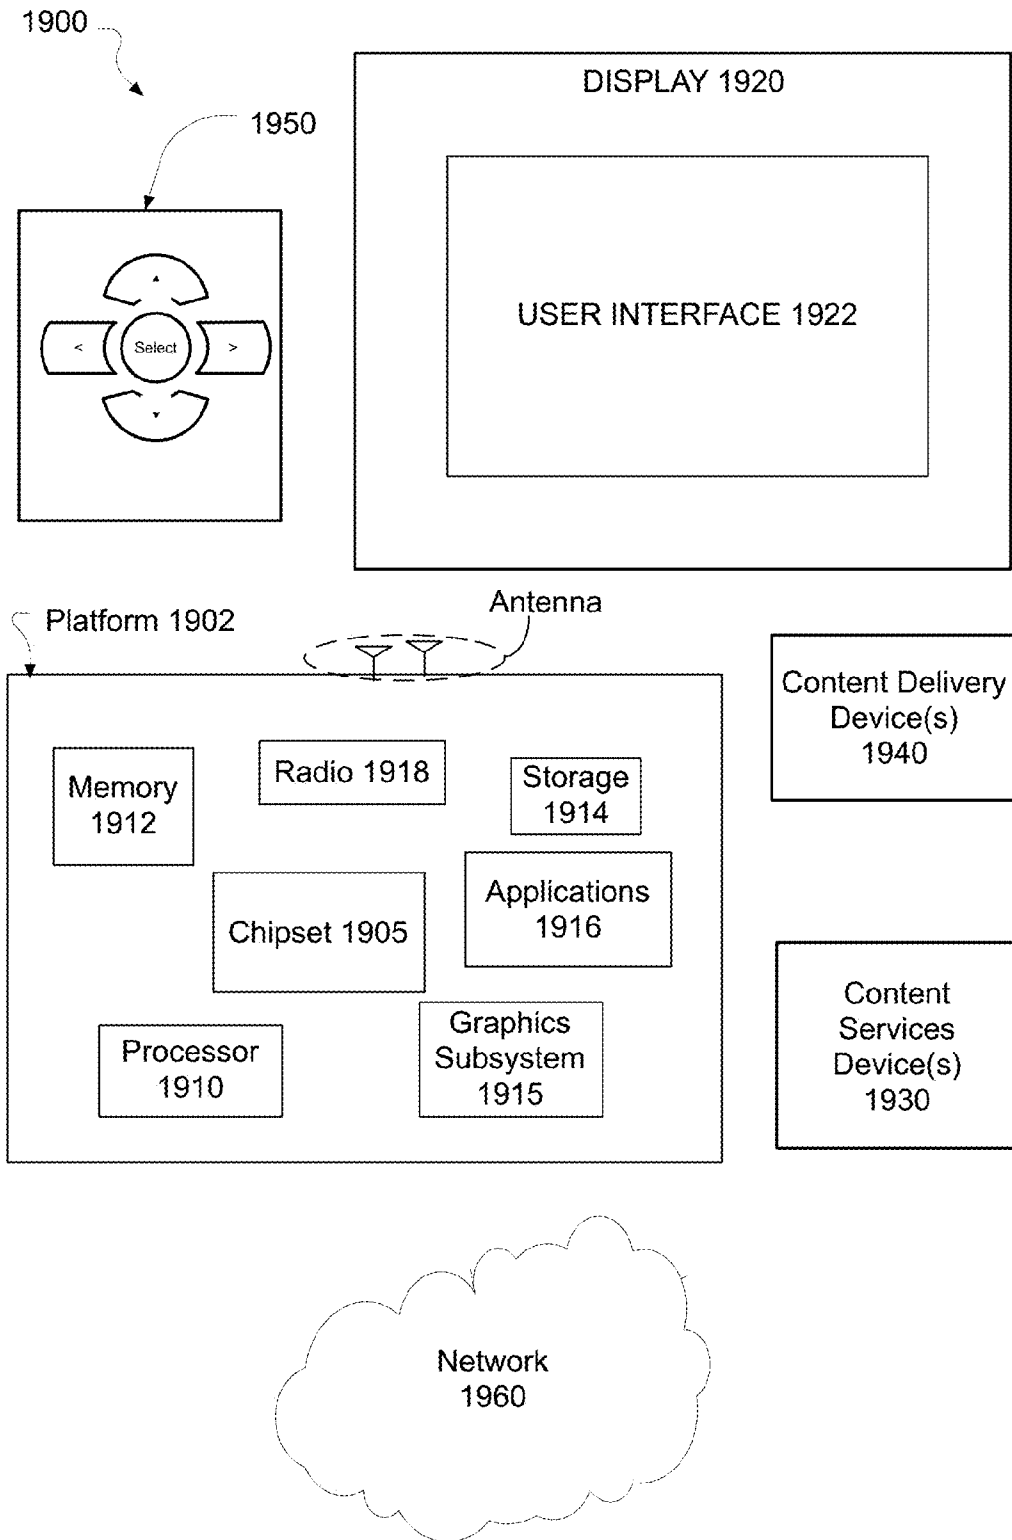 1900
1950
DISPLAY 1920
USER INTERFACE 1922
<
Select
>
Platform 1902
Antenna
Memory
1912
Radio 1918
Storage
1914
Chipset 1905
Applications
1916
Processor
1910
Graphics
Subsystem
1915
Content Delivery
Device(s)
1940
Content
Services
Device(s)
1930
Network
1960